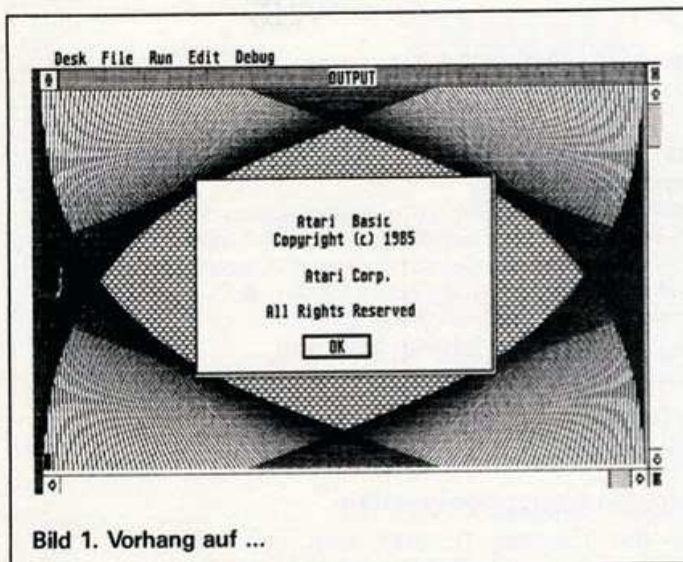 Desk File Run Edit Debug
OUTPUT
Atari Basic
Copyright (c) 1985
Atari Corp.
All Rights Reserved
OK
Bild 1. Vorhang auf ...